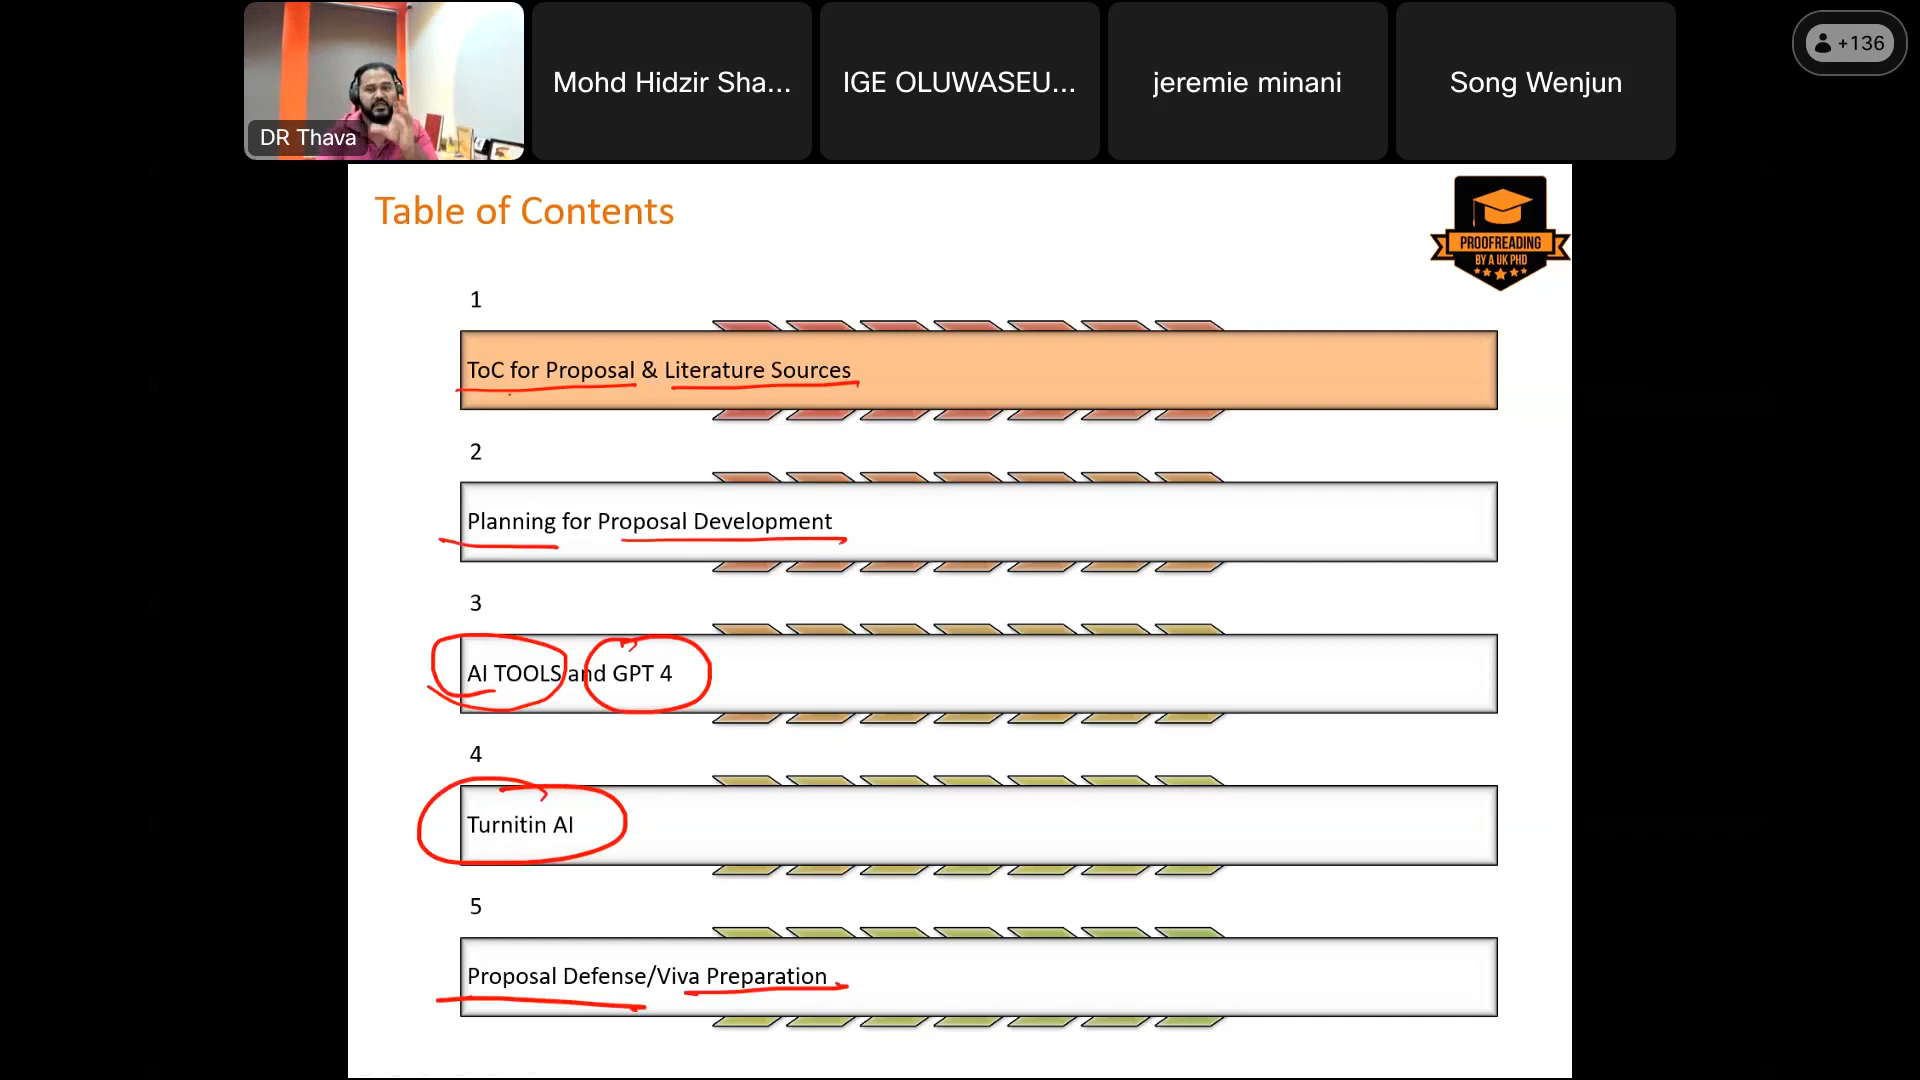 DR Thava
Mohd Hidzir Sha...
IGE OLUWASEU...
jeremie minani
Song Wenjun
+136
Table of Contents
PROOFREADING
BY A UK PHD
1
ToC for Proposal & Literature Sources
2
Planning for Proposal Development
3
AI TOOLS and GPT 4
4
Turnitin AI
5
Proposal Defense/Viva Preparation